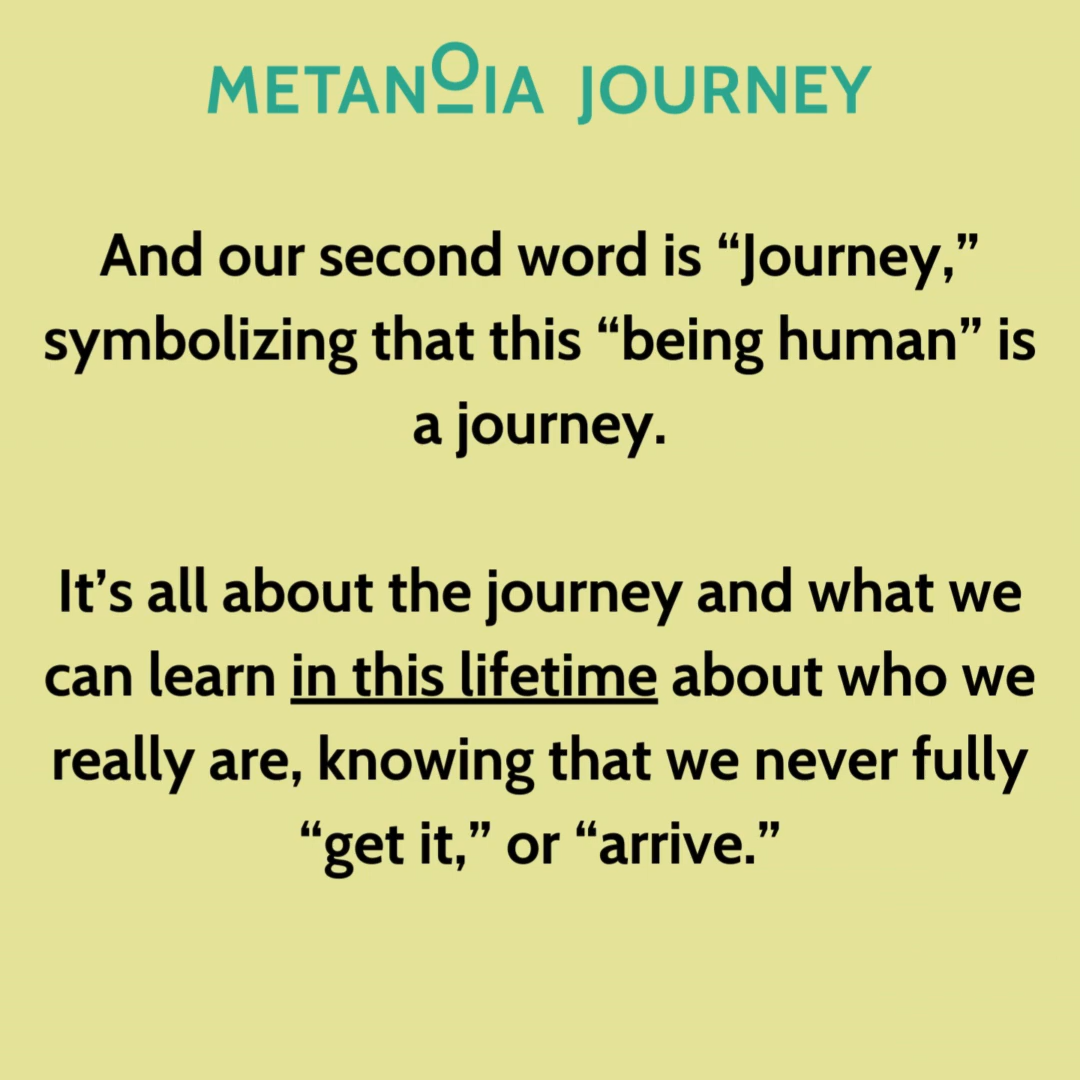 METANOIA JOURNEY
And our second word is “Journey,”
symbolizing that this “being human” is
a journey.
It’s all about the journey and what we
can learn in this lifetime about who we
really are, knowing that we never fully
“get it,” or “arrive.”